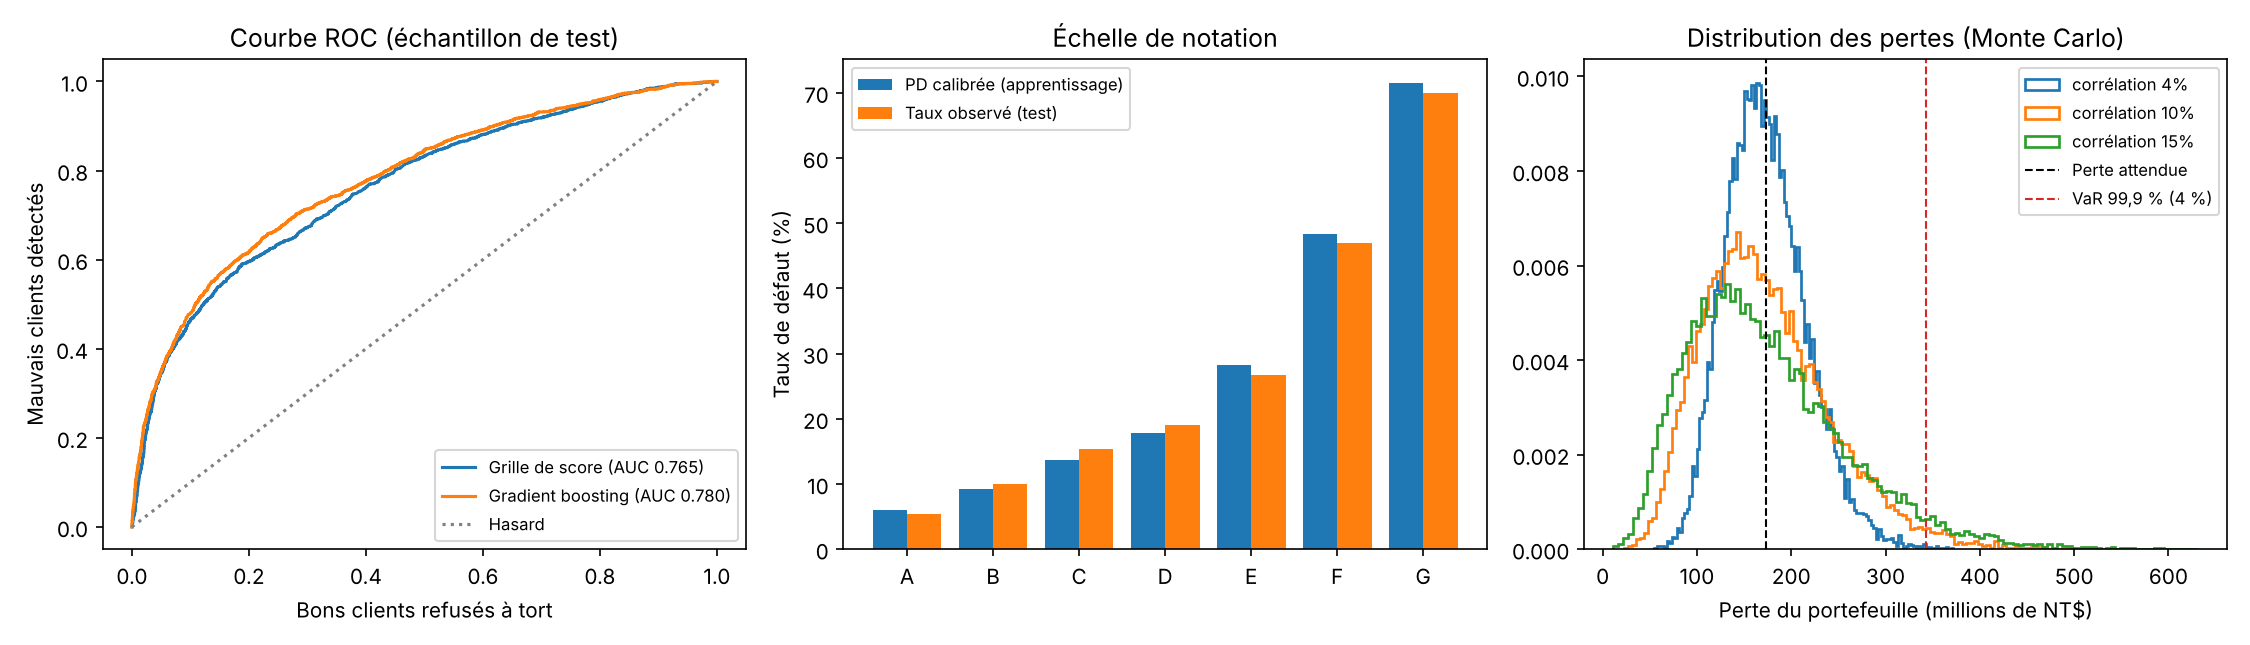 Courbe ROC (échantillon de test)
1.0
0.8
0.6
0.4
0.2
0.0
Mauvais clients détectés
Grille de score (AUC 0.765)
Gradient boosting (AUC 0.780)
Hasard
0.0 0.2 0.4 0.6 0.8 1.0
Bons clients refusés à tort
Échelle de notation
PD calibrée (apprentissage)
Taux observé (test)
70
60
50
40
30
20
10
0
Taux de défaut (%)
A B C D E F G
Distribution des pertes (Monte Carlo)
corrélation 4%
corrélation 10%
corrélation 15%
Perte attendue
VaR 99,9 % (4 %)
0.010
0.008
0.006
0.004
0.002
0.000
0 100 200 300 400 500 600
Perte du portefeuille (millions de NT$)